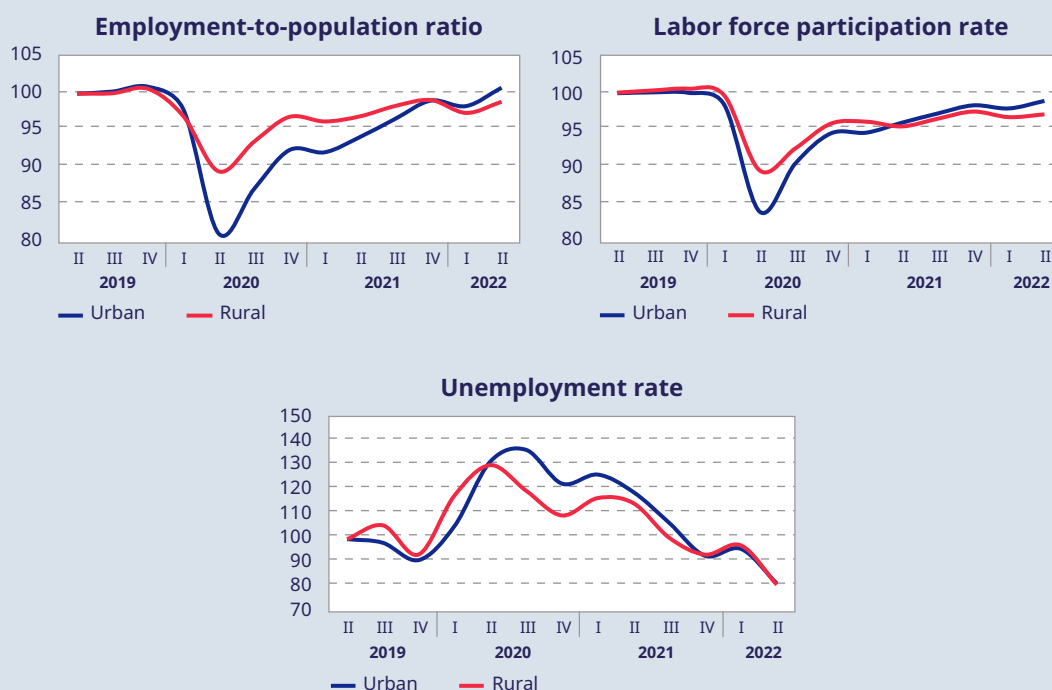 Employment-to-population ratio
105
100
95
90
85
80
II III IV I II III IV I II III IV I II
2019 2020 2021 2022
Urban Rural
Labor force participation rate
105
100
95
90
85
80
II III IV I II III IV I II III IV I II
2019 2020 2021 2022
Urban Rural
Unemployment rate
150
140
130
120
110
100
90
80
70
II III IV I II III IV I II III IV I II
2019 2020 2021 2022
Urban Rural